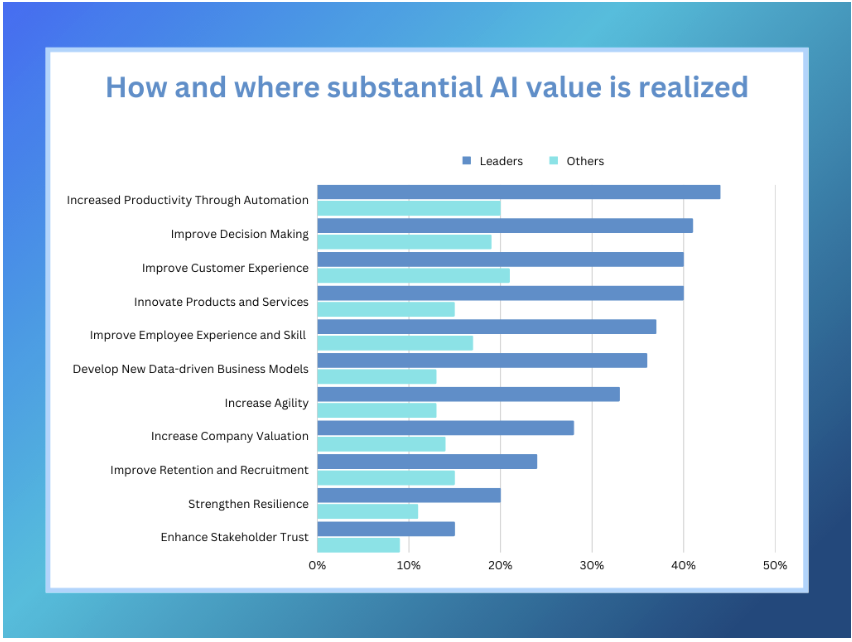 How and where substantial AI value is realized
Leaders Others
Increased Productivity Through Automation
Improve Decision Making
Improve Customer Experience
Innovate Products and Services
Improve Employee Experience and Skill
Develop New Data-driven Business Models
Increase Agility
Increase Company Valuation
Improve Retention and Recruitment
Strengthen Resilience
Enhance Stakeholder Trust
0% 10% 20% 30% 40% 50%